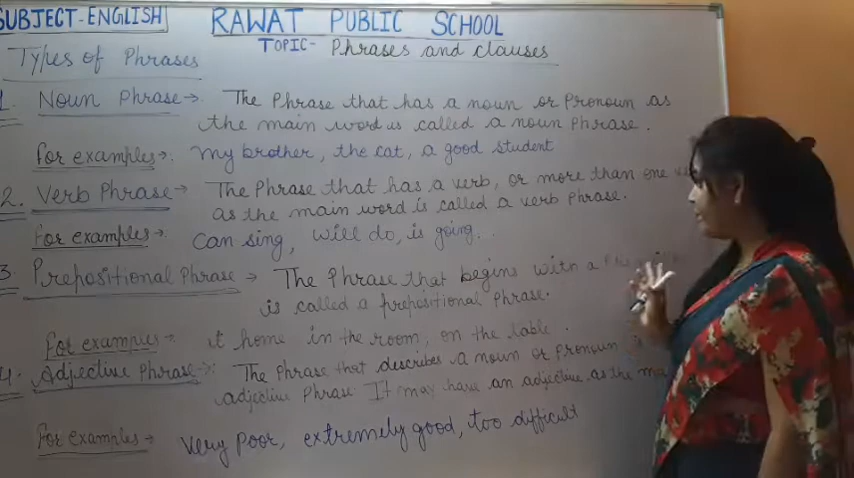 SUBJECT-ENGLISH
RAWAT PUBLIC SCHOOL
TOPIC- Phrases and clauses
Types of Phrases
1. Noun Phrase → The Phrase that has a noun or Pronoun as
the main word is called a noun Phrase.
for examples → my brother, the cat, a good student
2. Verb Phrase → The Phrase that has a verb, or more than one
as the main word is called a verb phrase.
for examples → Can sing, will do, is going.
3. Prepositional Phrase → The Phrase that begins with a
is called a prepositional Phrase.
for examples → home in the room, on the table.
4. Adjective Phrase → The Phrase that describes a noun or Pronoun
adjective Phrase. It may have an adjective as the
for examples → very poor, extremely good, too difficult